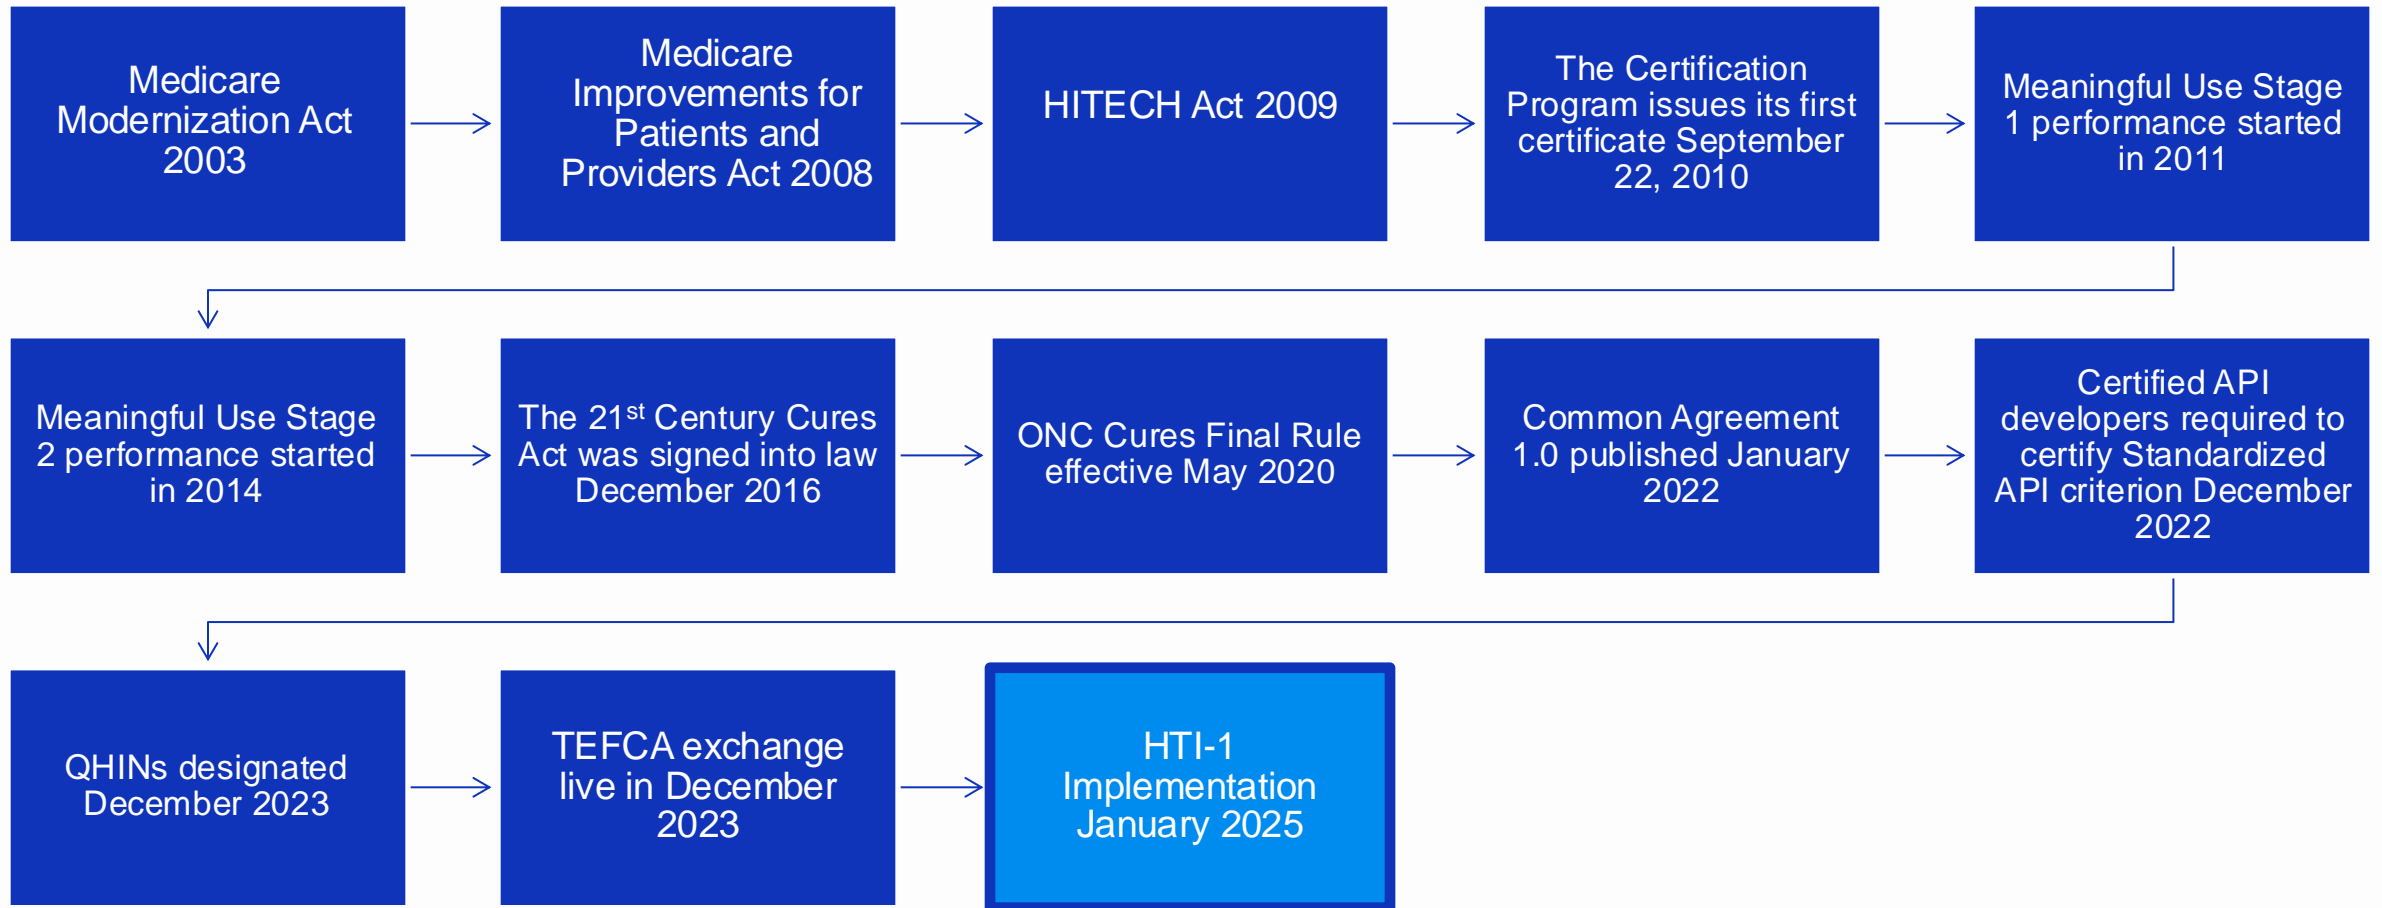 Medicare
Modernization Act
2003
Medicare
Improvements for
Patients and
Providers Act 2008
HITECH Act 2009
The Certification
Program issues its first
certificate September
22, 2010
Meaningful Use Stage
1 performance started
in 2011
Meaningful Use Stage
2 performance started
in 2014
The 21st Century Cures
Act was signed into law
December 2016
ONC Cures Final Rule
effective May 2020
Common Agreement
1.0 published January
2022
Certified API
developers required to
certify Standardized
API criterion December
2022
QHINs designated
December 2023
TEFCA exchange
live in December
2023
HTI-1
Implementation
January 2025